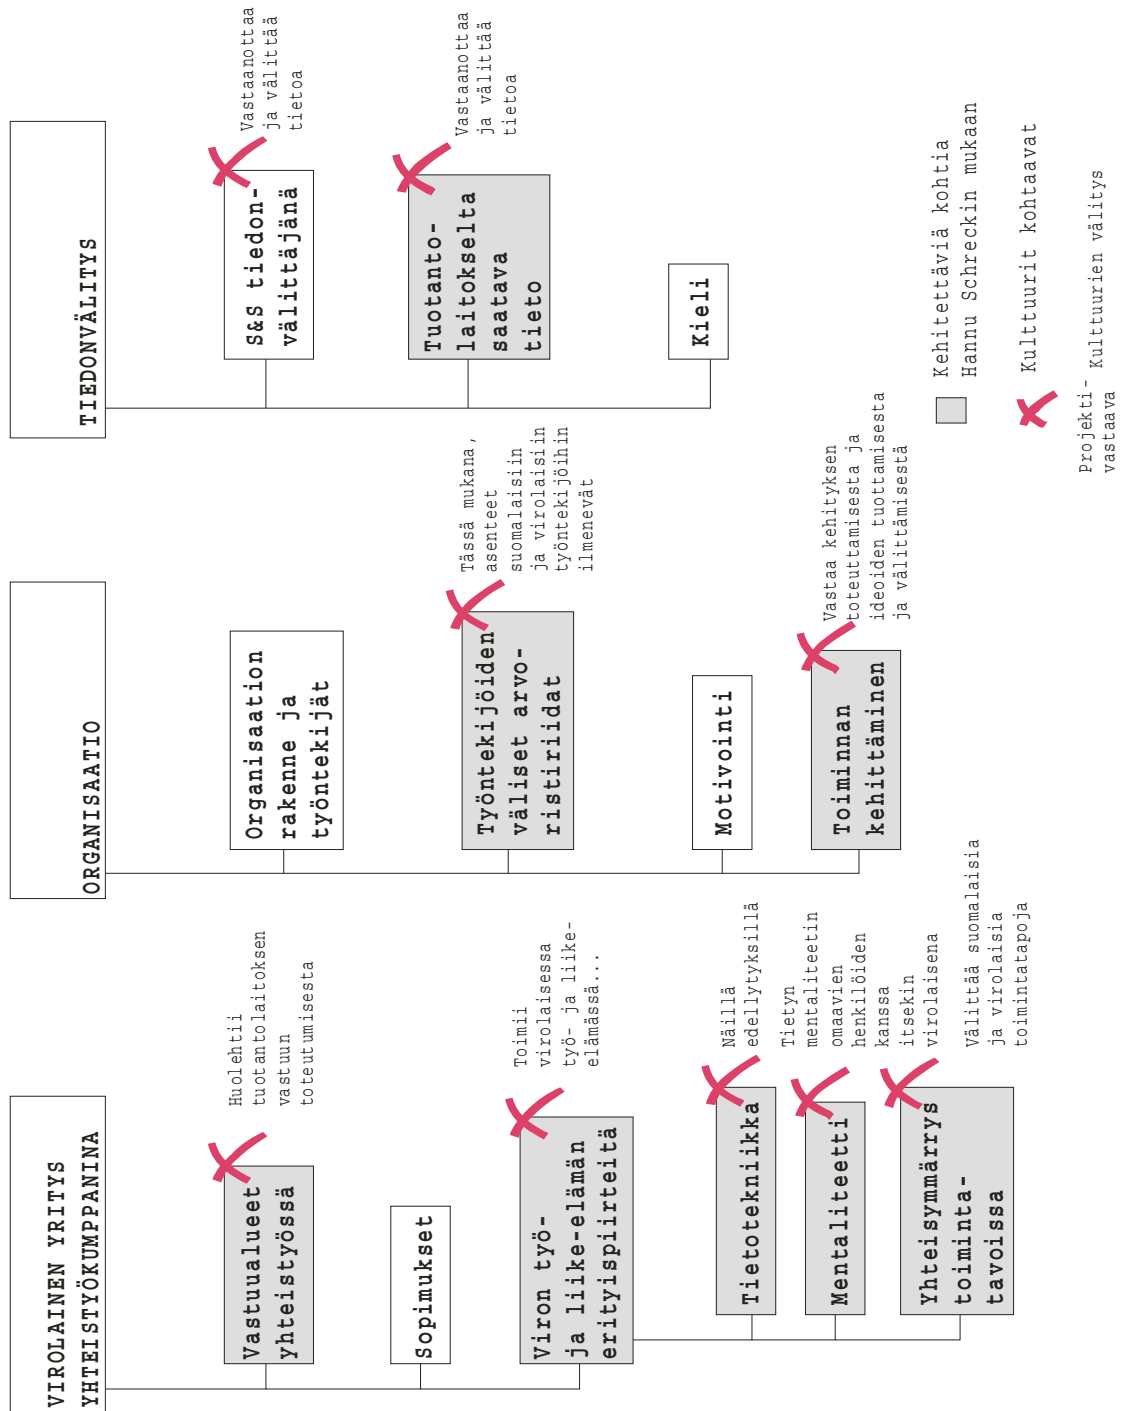 VIROLAINEN YRITYS
YHTEISTYÖKUMPPANINA
Vastuualueet
yhteistyössä
Huolehtii
tuotantolaitoksen
vastuun
toteutumisesta
Sopimukset
Viron työ-
ja liike-elämän
erityispiirteitä
Toimii
virolaisessa
työ- ja liike-
elämässä...
Tietotekniikka
Näillä
edellytyksillä
Mentaliteetti
Tietyn
mentaliteetin
omaavien
henkilöiden
kanssa
itsekin
virolaisena
Yhteisymmärrys
toiminta-
tavoissa
Välittää suomalaisia
ja virolaisia
toimintatapoja
ORGANISAATIO
Organisaation
rakenne ja
työntekijät
Työntekijöiden
väliset arvo-
ristiriidat
Tässä mukana,
asenteet
suomalaisiin
ja virolaisiin
työntekijöihin
ilmenevät
Motivointi
Toiminnan
kehittäminen
Vastaa kehityksen
toteuttamisesta ja
ideoiden tuottamisesta
ja välittämisestä
TIEDONVÄLITYS
S&S tiedon-
välittäjänä
Vastaanottaa
ja välittää
tietoa
Tuotanto-
laitokselta
saatava
tieto
Vastaanottaa
ja välittää
tietoa
Kieli
Kehitettäviä kohtia
Hannu Schreckin mukaan
Kulttuurit kohtaavat
Projekti-
vastaava
Kulttuurien välitys